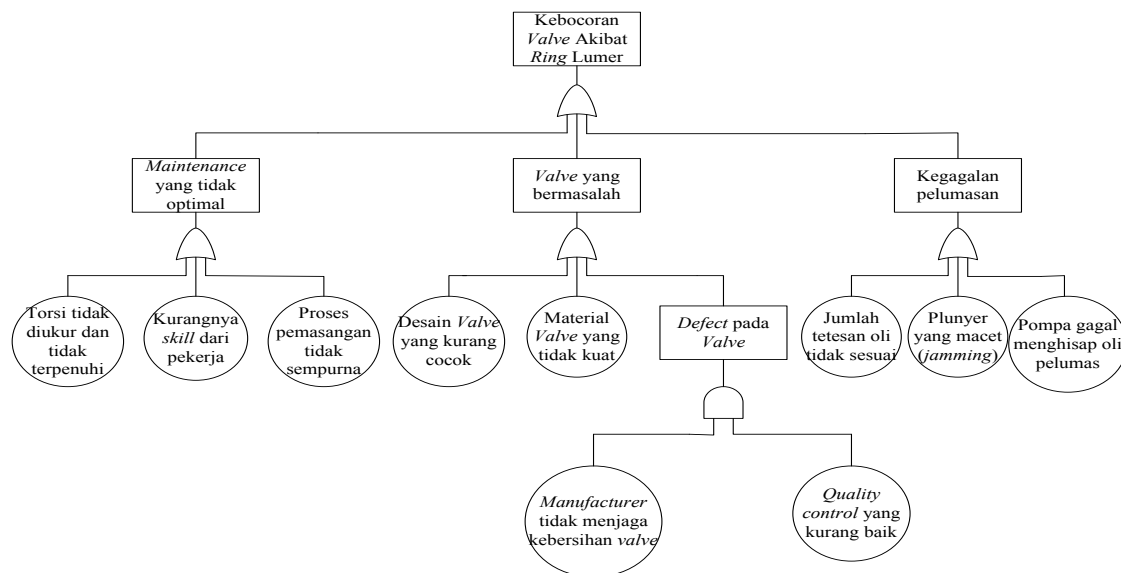 Kebocoran
Valve Akibat
Ring Lumer
Maintenance
yang tidak
optimal
Valve yang
bermasalah
Kegagalan
pelumasan
Torsi tidak
diukur dan
tidak
terpenuhi
Kurangnya
skill dari
pekerja
Proses
pemasangan
tidak
sempurna
Desain Valve
yang kurang
cocok
Material
Valve yang
tidak kuat
Defect pada
Valve
Jumlah
tetesan oli
tidak sesuai
Plunyer
yang macet
(jamming)
Pompa gagal
menghisap oli
pelumas
Manufacturer
tidak menjaga
kebersihan valve
Quality
control yang
kurang baik